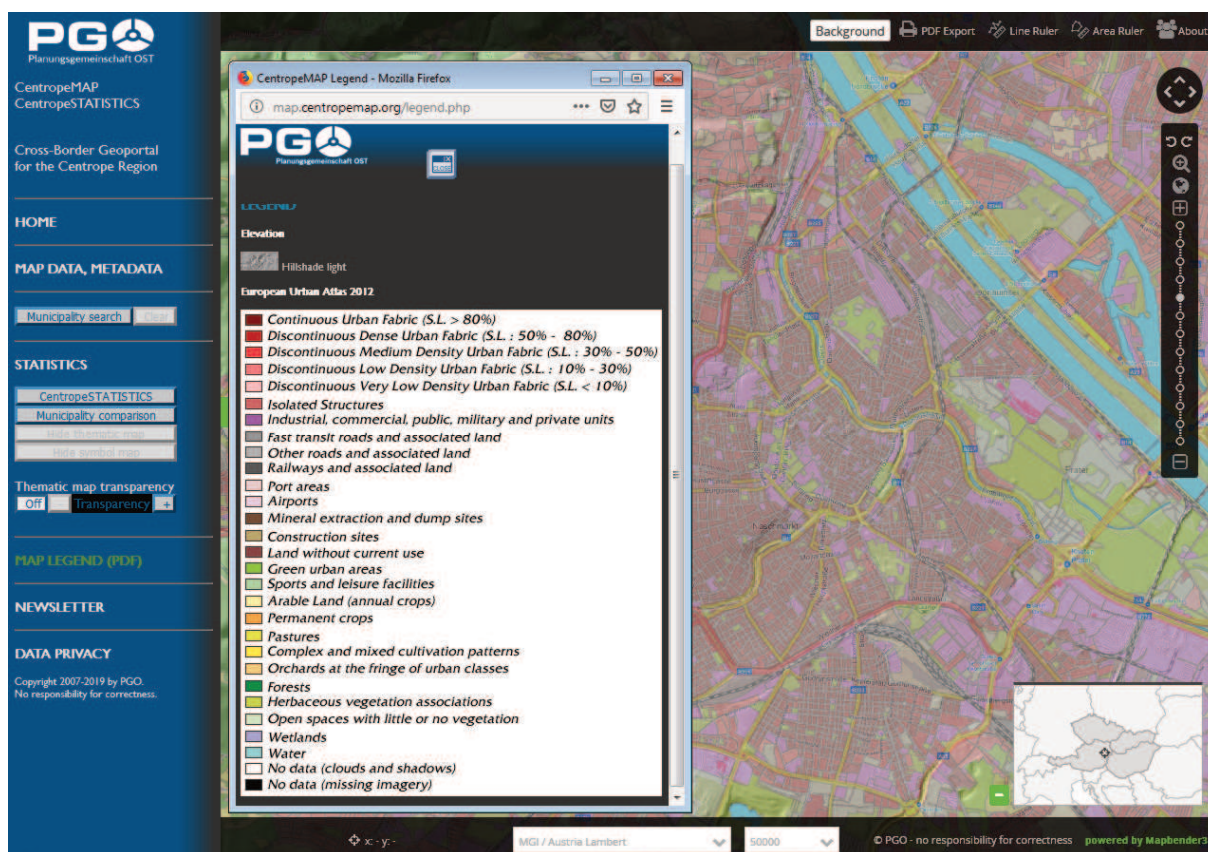 PGO
Planungsgemeinschaft OST
CentropeMAP
CentropeSTATISTICS
Cross-Border Geoportal
for the Centrope Region
HOME
MAP DATA, METADATA
Municipality search
Clear
STATISTICS
CentropeSTATISTICS
Municipality comparison
Hide thematic map
Hide symbol map
Thematic map transparency
Off - Transparency +
MAP LEGEND (PDF)
NEWSLETTER
DATA PRIVACY
Copyright 2007-2019 by PGO.
No responsibility for correctness.
Background
PDF Export
Line Ruler
Area Ruler
About
CentropeMAP Legend - Mozilla Firefox
map.centropemap.org/legend.php
PGO
Planungsgemeinschaft OST
CLOSE
LEGEND
Elevation
Hillshade light
European Urban Atlas 2012
Continuous Urban Fabric (S.L. > 80%)
Discontinuous Dense Urban Fabric (S.L. : 50% - 80%)
Discontinuous Medium Density Urban Fabric (S.L. : 30% - 50%)
Discontinuous Low Density Urban Fabric (S.L. : 10% - 30%)
Discontinuous Very Low Density Urban Fabric (S.L. < 10%)
Isolated Structures
Industrial, commercial, public, military and private units
Fast transit roads and associated land
Other roads and associated land
Railways and associated land
Port areas
Airports
Mineral extraction and dump sites
Construction sites
Land without current use
Green urban areas
Sports and leisure facilities
Arable Land (annual crops)
Permanent crops
Pastures
Complex and mixed cultivation patterns
Orchards at the fringe of urban classes
Forests
Herbaceous vegetation associations
Open spaces with little or no vegetation
Wetlands
Water
No data (clouds and shadows)
No data (missing imagery)
Naschmarkt
Prater
x: - y: -
MGI / Austria Lambert
50000
© PGO - no responsibility for correctness
powered by Mapbender3